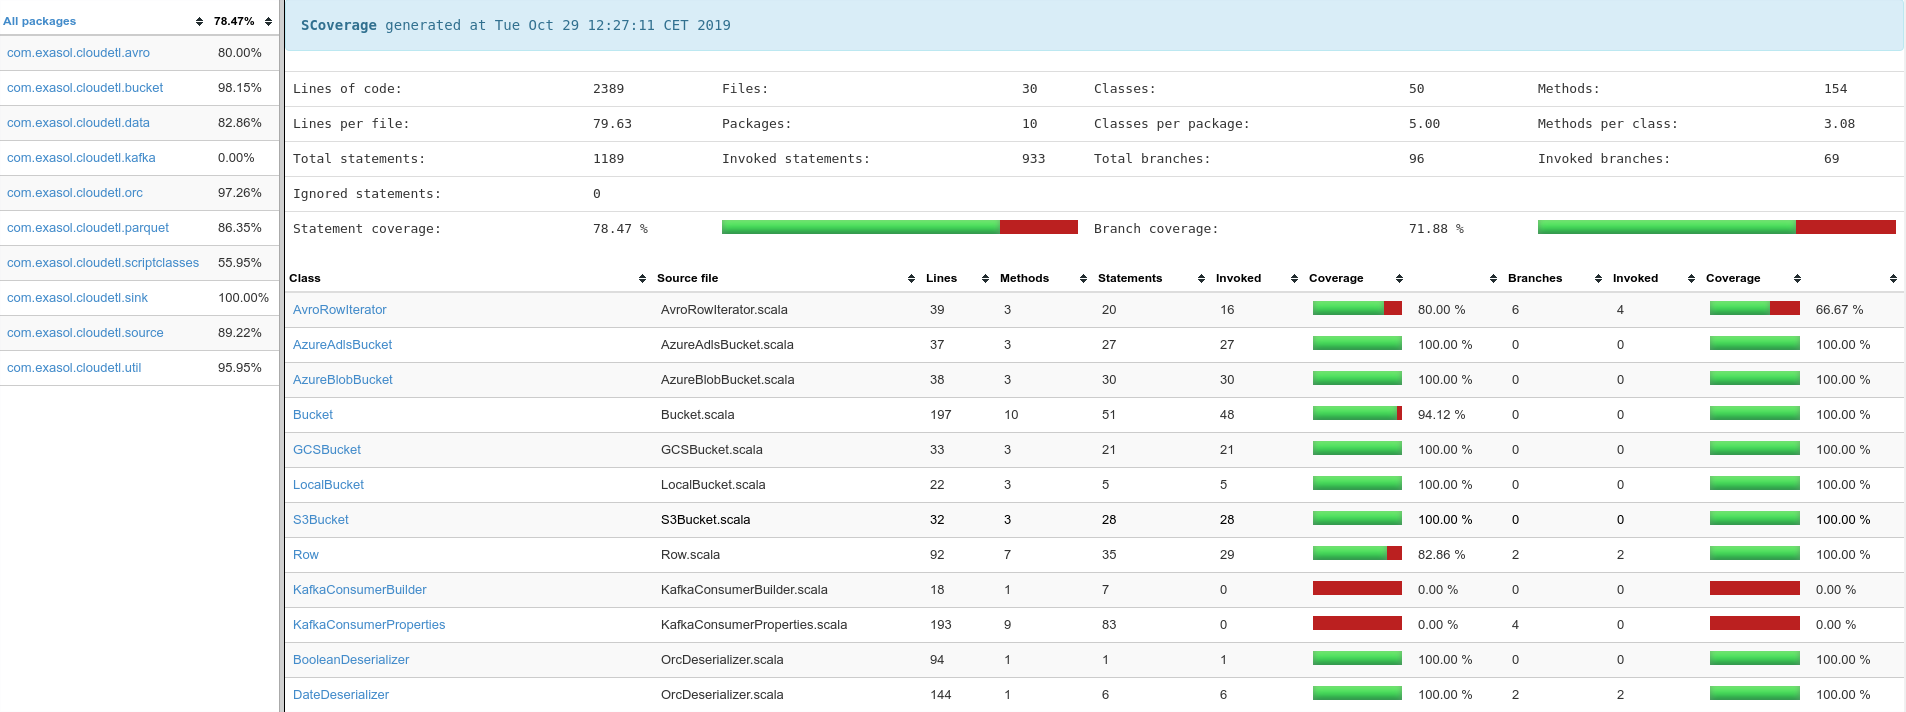 All packages 78.47%
com.exasol.cloudetl.avro 80.00%
com.exasol.cloudetl.bucket 98.15%
com.exasol.cloudetl.data 82.86%
com.exasol.cloudetl.kafka 0.00%
com.exasol.cloudetl.orc 97.26%
com.exasol.cloudetl.parquet 86.35%
com.exasol.cloudetl.scriptclasses 55.95%
com.exasol.cloudetl.sink 100.00%
com.exasol.cloudetl.source 89.22%
com.exasol.cloudetl.util 95.95%
SCoverage generated at Tue Oct 29 12:27:11 CET 2019
Lines of code: 2389 Files: 30 Classes: 50 Methods: 154
Lines per file: 79.63 Packages: 10 Classes per package: 5.00 Methods per class: 3.08
Total statements: 1189 Invoked statements: 933 Total branches: 96 Invoked branches: 69
Ignored statements: 0
Statement coverage: 78.47 % Branch coverage: 71.88 %
Class Source file Lines Methods Statements Invoked Coverage Branches Invoked Coverage
AvroRowIterator AvroRowIterator.scala 39 3 20 16 80.00 % 6 4 66.67 %
AzureAdlsBucket AzureAdlsBucket.scala 37 3 27 27 100.00 % 0 0 100.00 %
AzureBlobBucket AzureBlobBucket.scala 38 3 30 30 100.00 % 0 0 100.00 %
Bucket Bucket.scala 197 10 51 48 94.12 % 0 0 100.00 %
GCSBucket GCSBucket.scala 33 3 21 21 100.00 % 0 0 100.00 %
LocalBucket LocalBucket.scala 22 3 5 5 100.00 % 0 0 100.00 %
S3Bucket S3Bucket.scala 32 3 28 28 100.00 % 0 0 100.00 %
Row Row.scala 92 7 35 29 82.86 % 2 2 100.00 %
KafkaConsumerBuilder KafkaConsumerBuilder.scala 18 1 7 0 0.00 % 0 0 0.00 %
KafkaConsumerProperties KafkaConsumerProperties.scala 193 9 83 0 0.00 % 4 0 0.00 %
BooleanDeserializer OrcDeserializer.scala 94 1 1 1 100.00 % 0 0 100.00 %
DateDeserializer OrcDeserializer.scala 144 1 6 6 100.00 % 2 2 100.00 %